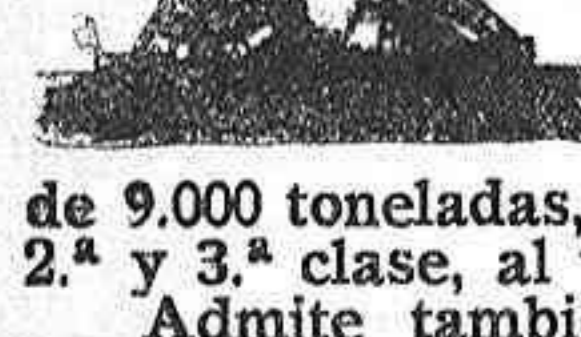 de 9.000 toneladas,
2.ª y 3.ª clase, al
Admite